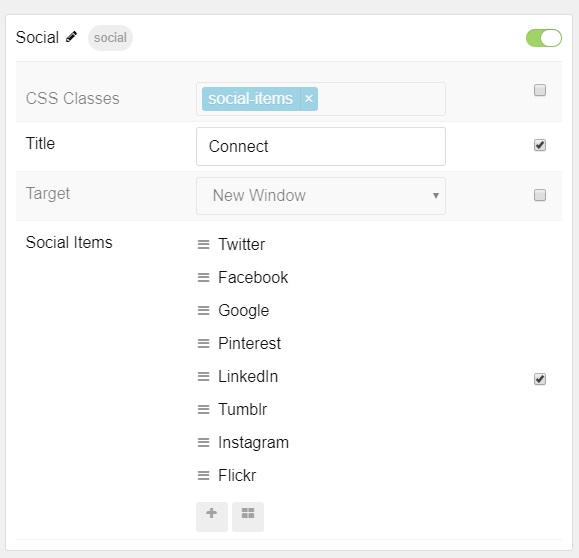 Social social
CSS Classes social-items ×
Title Connect
Target New Window
Social Items Twitter
Facebook
Google
Pinterest
LinkedIn
Tumblr
Instagram
Flickr